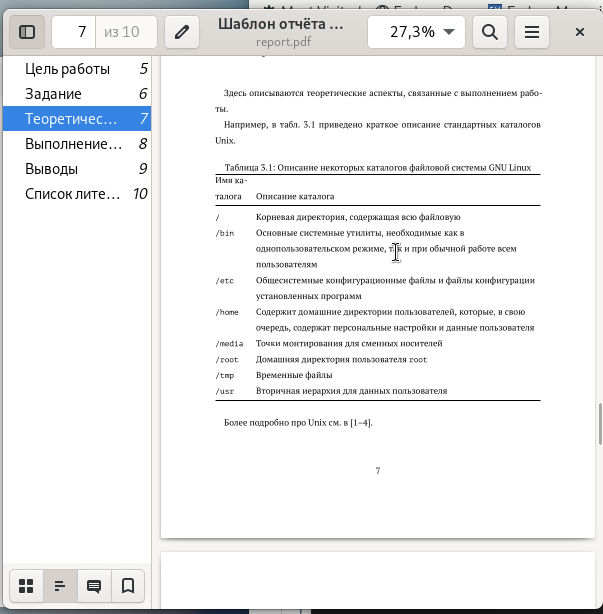 7
из 10
Шаблон отчёта ...
report.pdf
27,3%
Цель работы 5
Задание 6
Теоретичес... 7
Выполнение... 8
Выводы 9
Список лите... 10
Здесь описываются теоретические аспекты, связанные с выполнением рабо-
ты.
Например, в табл. 3.1 приведено краткое описание стандартных каталогов
Unix.
Таблица 3.1: Описание некоторых каталогов файловой системы GNU Linux
Имя ка-
талога Описание каталога
/ Корневая директория, содержащая всю файловую
/bin Основные системные утилиты, необходимые как в
однопользовательском режиме, так и при обычной работе всем
пользователям
/etc Общесистемные конфигурационные файлы и файлы конфигурации
установленных программ
/home Содержит домашние директории пользователей, которые, в свою
очередь, содержат персональные настройки и данные пользователя
/media Точки монтирования для сменных носителей
/root Домашняя директория пользователя root
/tmp Временные файлы
/usr Вторичная иерархия для данных пользователя
Более подробно про Unix см. в [1–4].
7